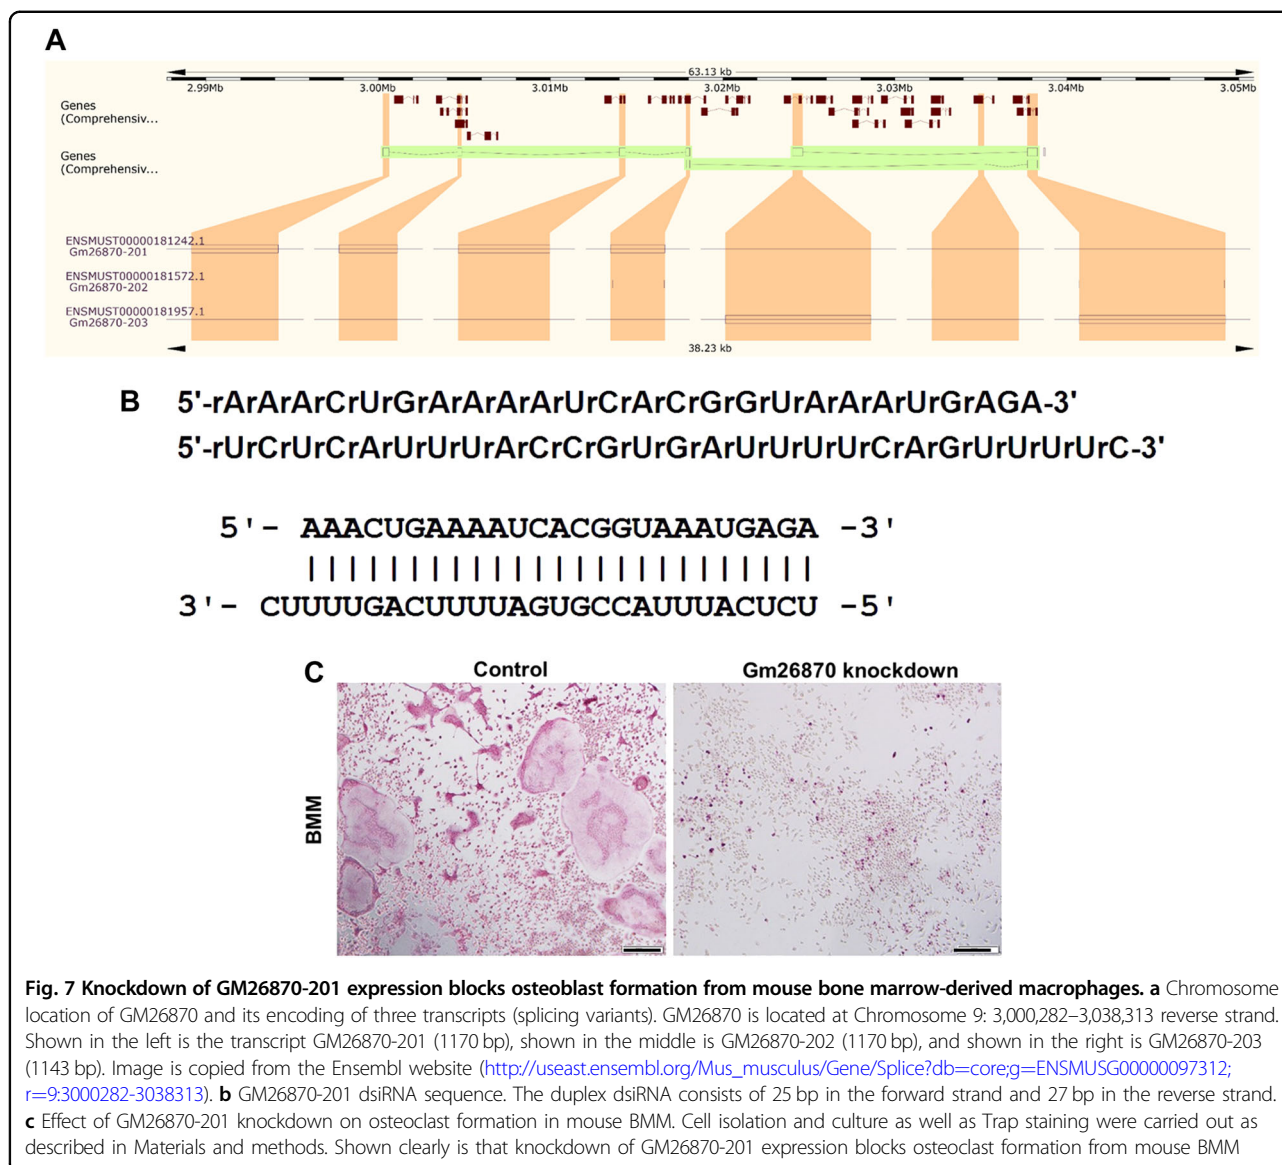 A
63.13 kb
2.99Mb 3.00Mb 3.01Mb 3.02Mb 3.03Mb 3.04Mb 3.05Mb
Genes
(Comprehensiv...
Genes
(Comprehensiv...
ENSMUST00000181242.1
Gm26870-201
ENSMUST00000181572.1
Gm26870-202
ENSMUST00000181957.1
Gm26870-203
38.23 kb
B
5'-rArArArCrUrGrArArArArUrCrArCrGrGrUrArArArUrGrAGA-3'
5'-rUrCrUrCrArUrUrUrArCrCrGrUrGrArUrUrUrUrCrArGrUrUrUrUrC-3'
5'- AAACUGAAAAUCACGGUAAAUGAGA -3'
3'- CUUUUGACUUUUAGUGCCAUUUACUCU -5'
C
Control Gm26870 knockdown
BMM
Fig. 7 Knockdown of GM26870-201 expression blocks osteoblast formation from mouse bone marrow-derived macrophages. a Chromosome
location of GM26870 and its encoding of three transcripts (splicing variants). GM26870 is located at Chromosome 9: 3,000,282–3,038,313 reverse strand.
Shown in the left is the transcript GM26870-201 (1170 bp), shown in the middle is GM26870-202 (1170 bp), and shown in the right is GM26870-203
(1143 bp). Image is copied from the Ensembl website (http://useast.ensembl.org/Mus_musculus/Gene/Splice?db=core;g=ENSMUSG00000097312;
r=9:3000282-3038313). b GM26870-201 dsiRNA sequence. The duplex dsiRNA consists of 25 bp in the forward strand and 27 bp in the reverse strand.
c Effect of GM26870-201 knockdown on osteoclast formation in mouse BMM. Cell isolation and culture as well as Trap staining were carried out as
described in Materials and methods. Shown clearly is that knockdown of GM26870-201 expression blocks osteoclast formation from mouse BMM